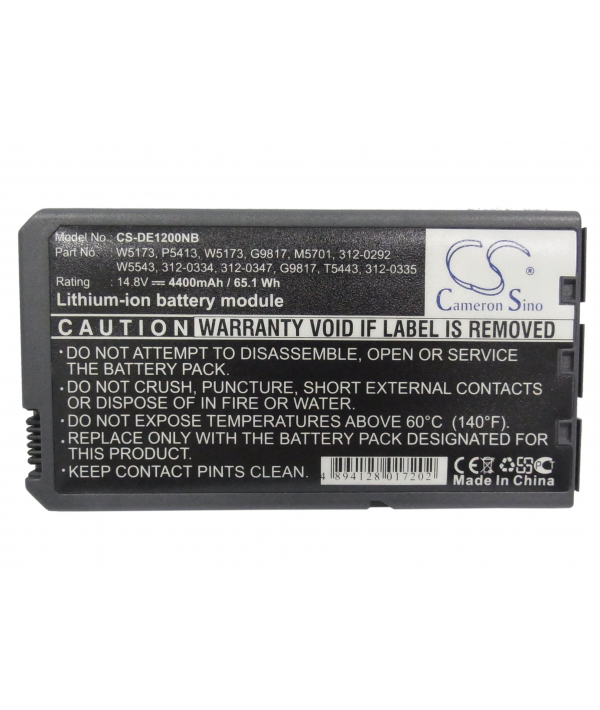 Model No.: CS-DE1200NB
Part No. : W5173, P5413, W5173, G9817, M5701, 312-0292
W5543, 312-0334, 312-0347, G9817, T5443, 312-0335
Rating : 14.8V 4400mAh / 65.1 Wh
Lithium-ion battery module
CS
Cameron Sino
CAUTION WARRANTY VOID IF LABEL IS REMOVED
•DO NOT ATTEMPT TO DISASSEMBLE, OPEN OR SERVICE
THE BATTERY PACK.
•DO NOT CRUSH, PUNCTURE, SHORT EXTERNAL CONTACTS
OR DISPOSE OF IN FIRE OR WATER.
•DO NOT EXPOSE TEMPERATURES ABOVE 60°C (140°F).
•REPLACE ONLY WITH THE BATTERY PACK DESIGNATED FOR
THIS DEVICE.
•KEEP CONTACT PINTS CLEAN.
4 894128 017202
CE
Made In China